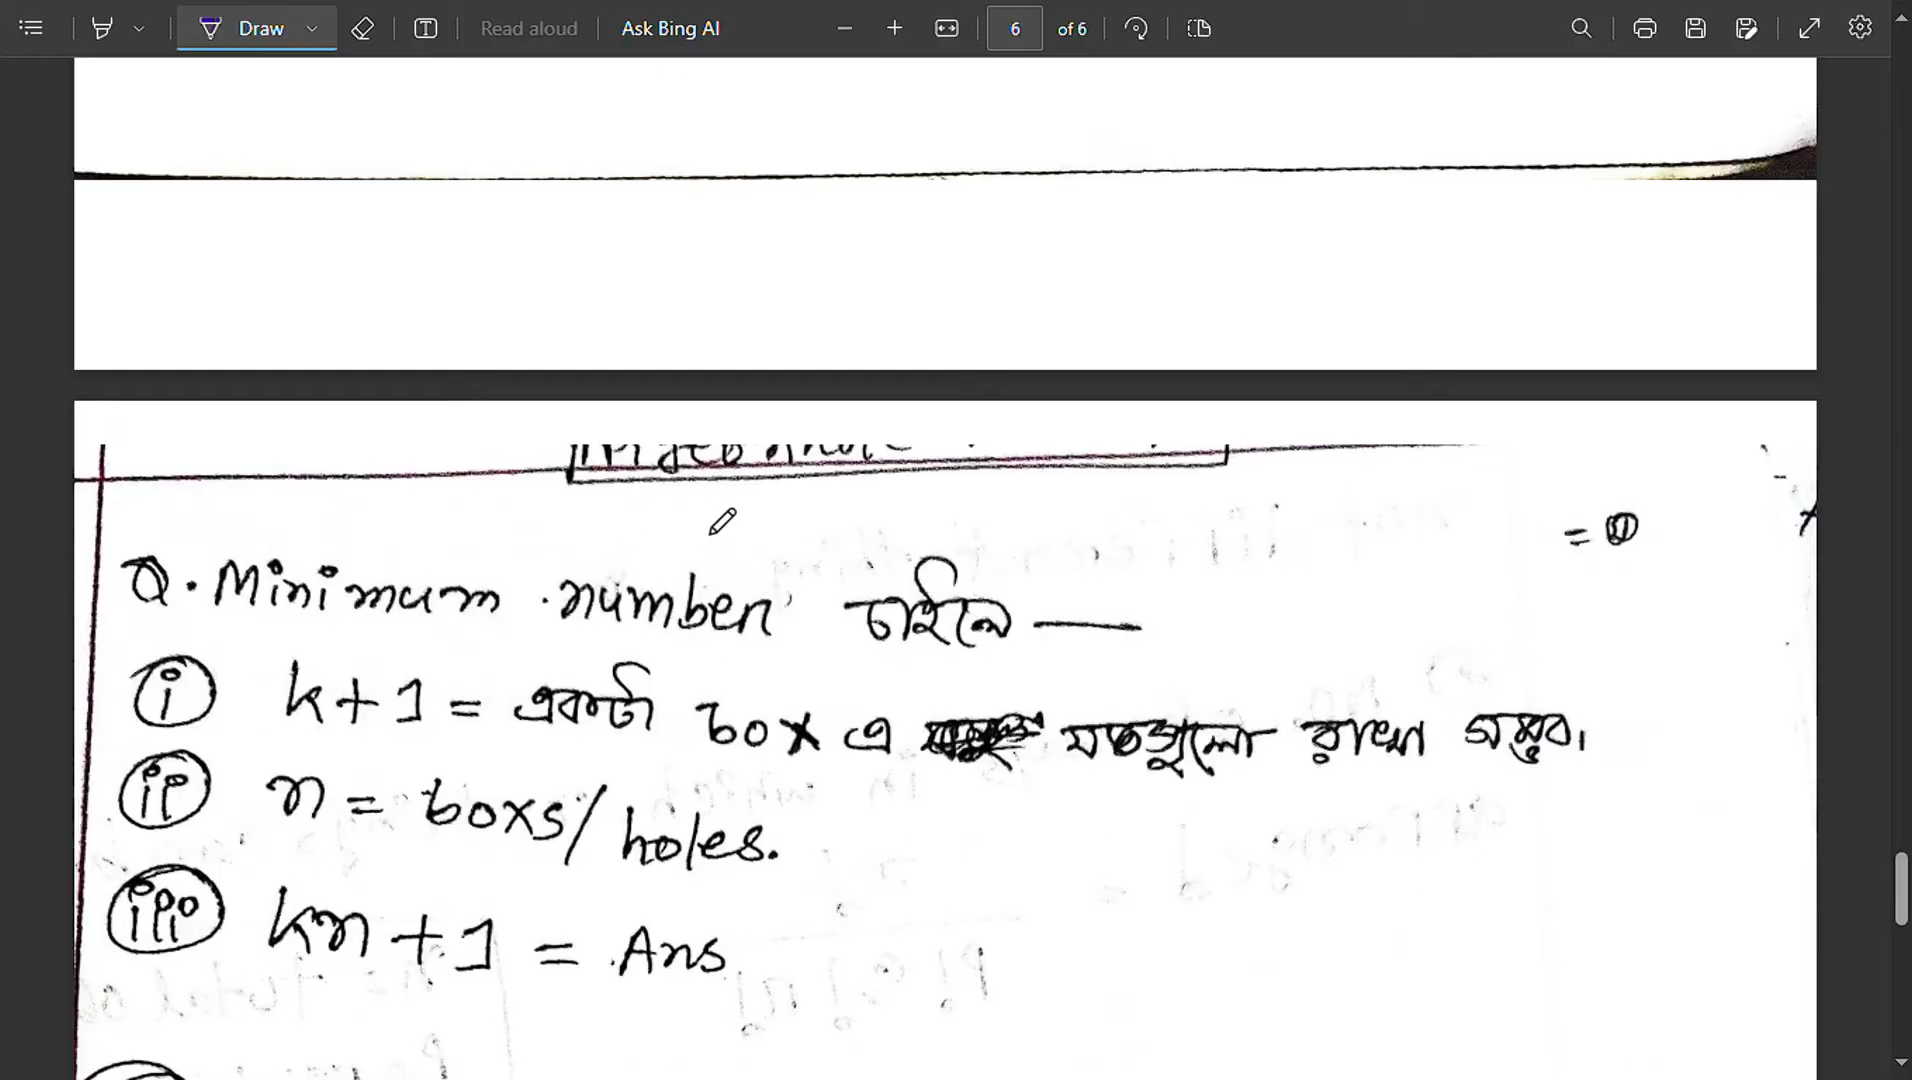 Draw
Read aloud
Ask Bing AI
6
of 6
Q. Minimum number চাইলে —
= ⓪
i k+1 = একটা box এ যতগুলো রাখা সম্ভব।
ii n = boxs/holes.
iii kn + 1 = Ans